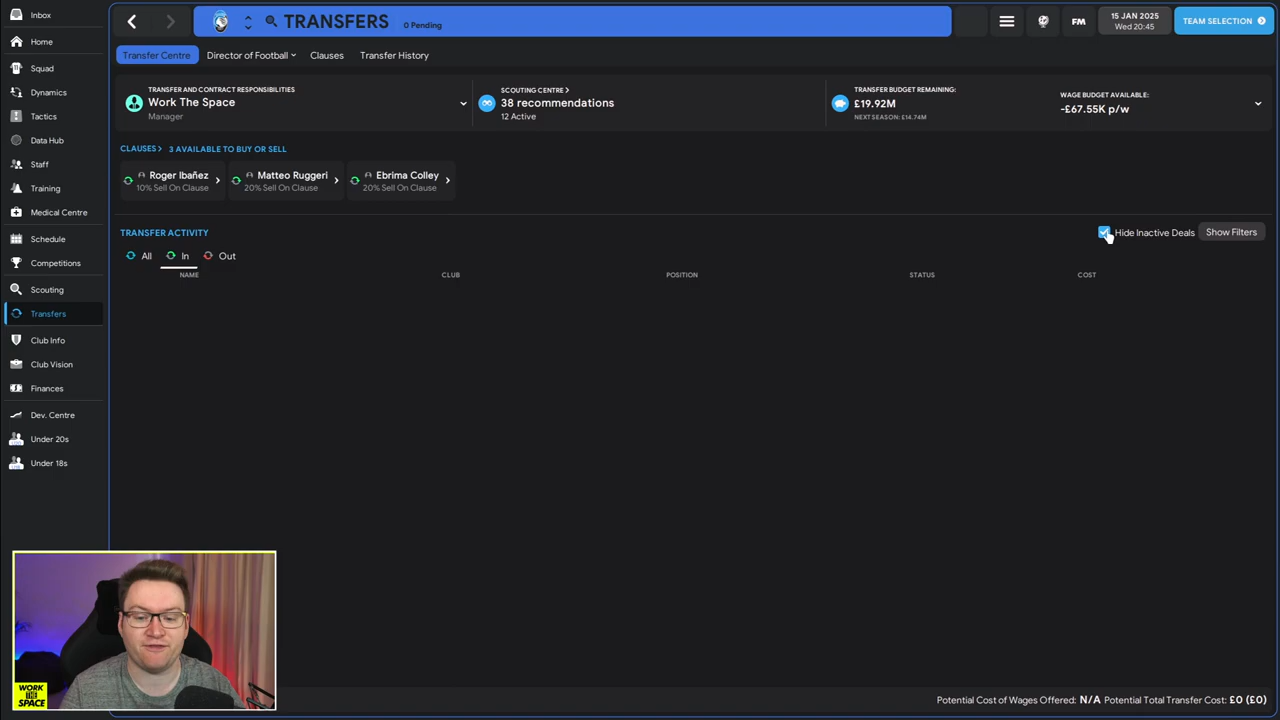 Inbox
Home
Squad
Dynamics
Tactics
Data Hub
Staff
Training
Medical Centre
Schedule
Competitions
Scouting
Transfers
Club Info
Club Vision
Finances
Dev. Centre
Under 20s
Under 18s
TRANSFERS 0 Pending
FM
15 JAN 2025
Wed 20:45
TEAM SELECTION
Transfer Centre Director of Football Clauses Transfer History
TRANSFER AND CONTRACT RESPONSIBILITIES
Work The Space
Manager
SCOUTING CENTRE >
38 recommendations
12 Active
TRANSFER BUDGET REMAINING:
£19.92M
NEXT SEASON: £14.74M
WAGE BUDGET AVAILABLE:
-£67.55K p/w
CLAUSES > 3 AVAILABLE TO BUY OR SELL
Roger Ibañez
10% Sell On Clause
Matteo Ruggeri
20% Sell On Clause
Ebrima Colley
20% Sell On Clause
TRANSFER ACTIVITY
Hide Inactive Deals Show Filters
All In Out
NAME CLUB POSITION STATUS COST
WORK
THE
SPACE
Potential Cost of Wages Offered: N/A Potential Total Transfer Cost: £0 (£0)